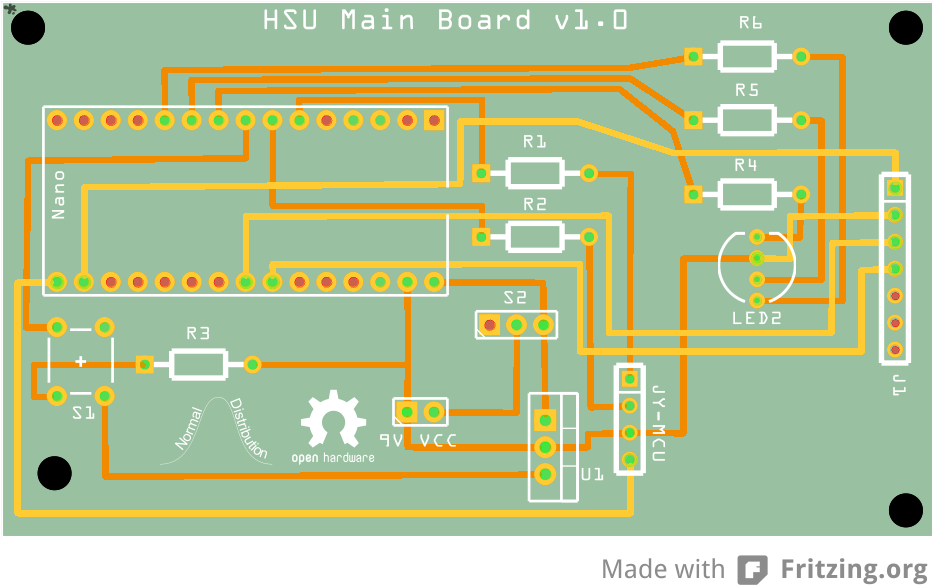 HSU Main Board v1.0
R6
R5
R4
R1
R2
Nano
S2
LED2
R3
S1
Normal
Distribution
open hardware
9V VCC
JY-MCU
U1
J1
Made with Fritzing.org